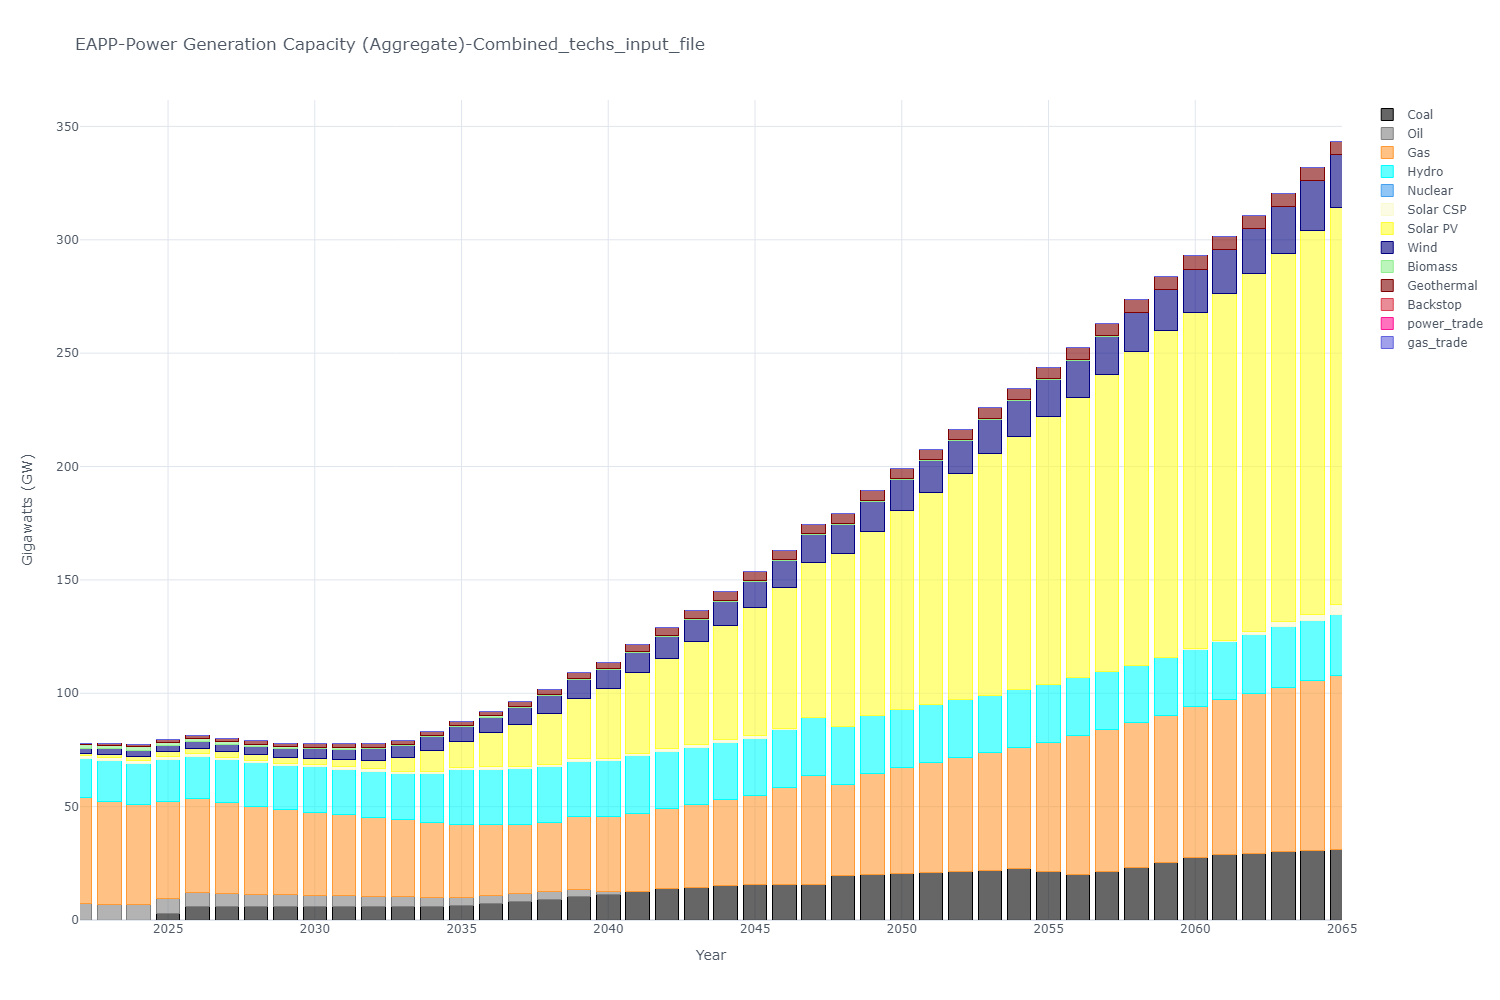 EAPP-Power Generation Capacity (Aggregate)-Combined_techs_input_file
350
300
250
200
150
100
50
0
Gigawatts (GW)
2025
2030
2035
2040
2045
2050
2055
2060
2065
Year
Coal
Oil
Gas
Hydro
Nuclear
Solar CSP
Solar PV
Wind
Biomass
Geothermal
Backstop
power_trade
gas_trade